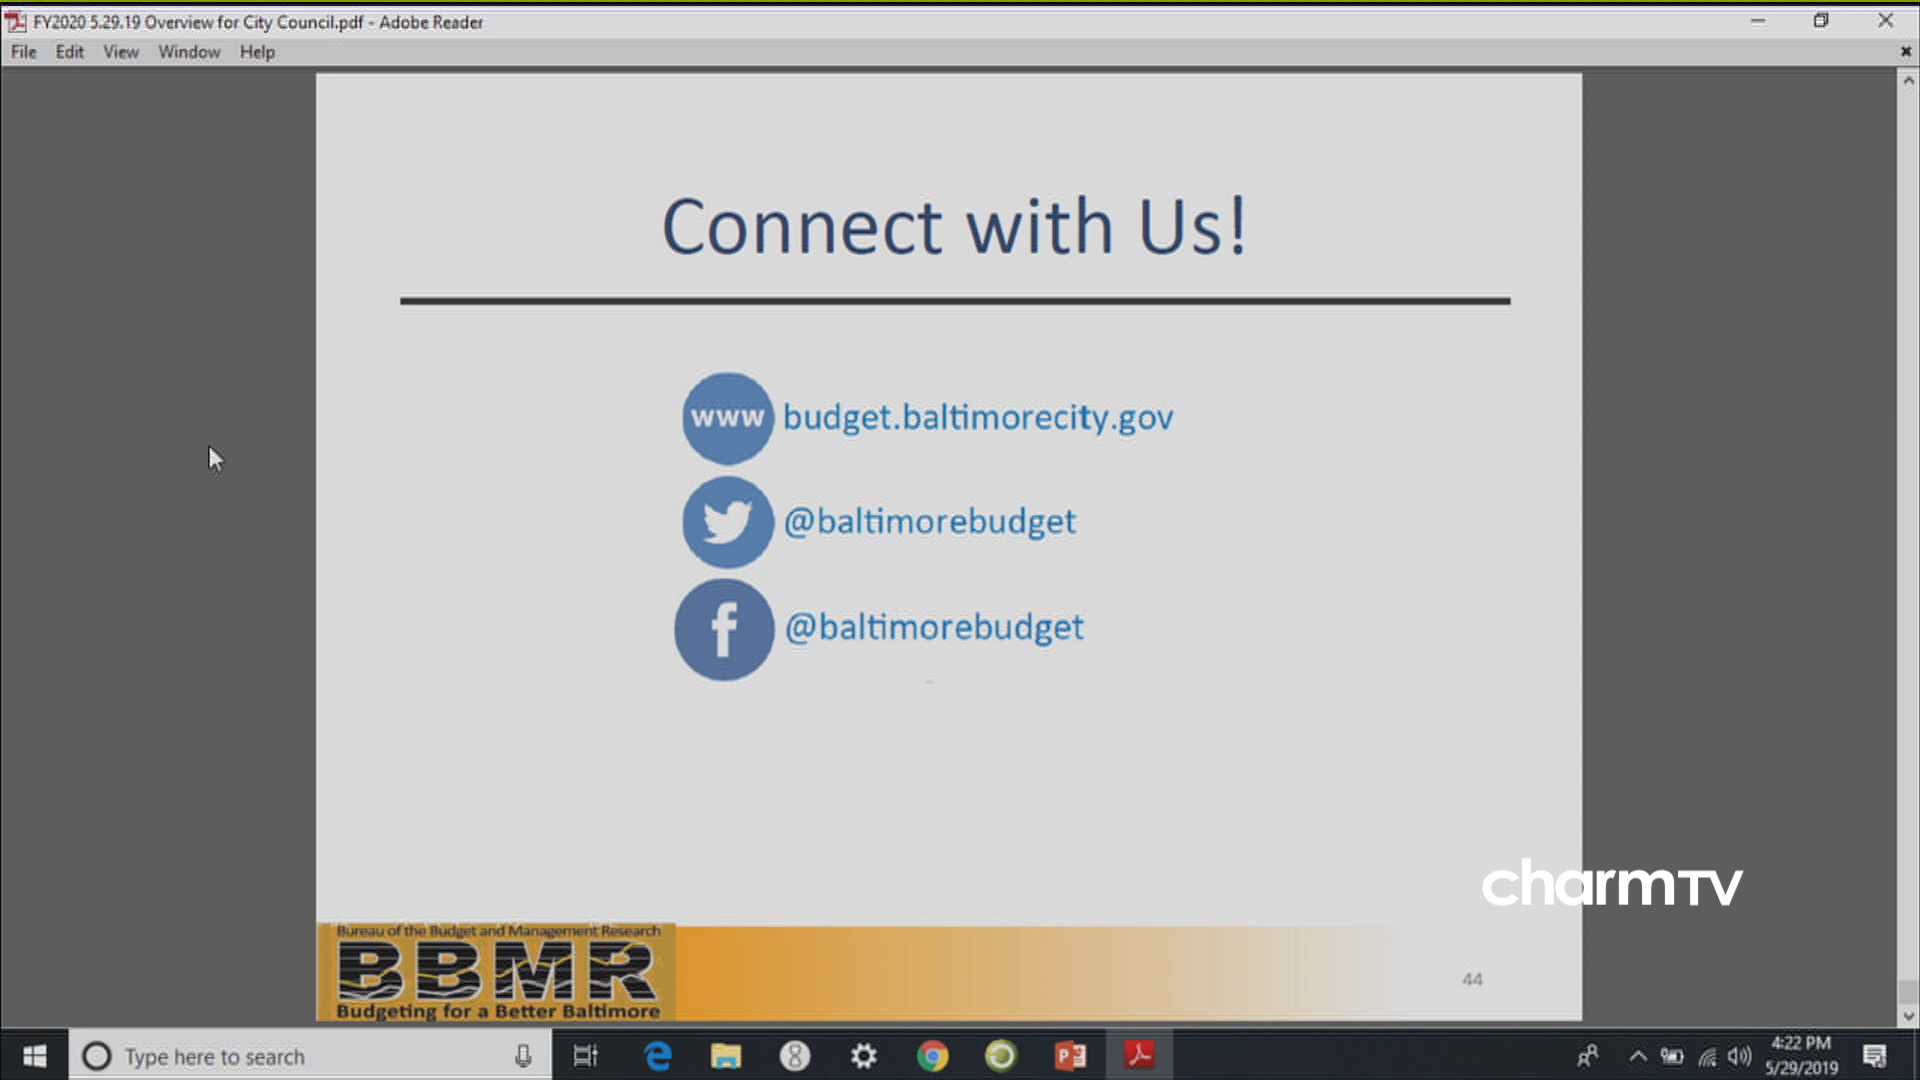 FY2020 5.29.19 Overview for City Council.pdf - Adobe Reader
File Edit View Window Help
Connect with Us!
www budget.baltimorecity.gov
@baltimorebudget
f @baltimorebudget
charmTV
Bureau of the Budget and Management Research
BBMR
Budgeting for a Better Baltimore
44
Type here to search
4:22 PM
5/29/2019